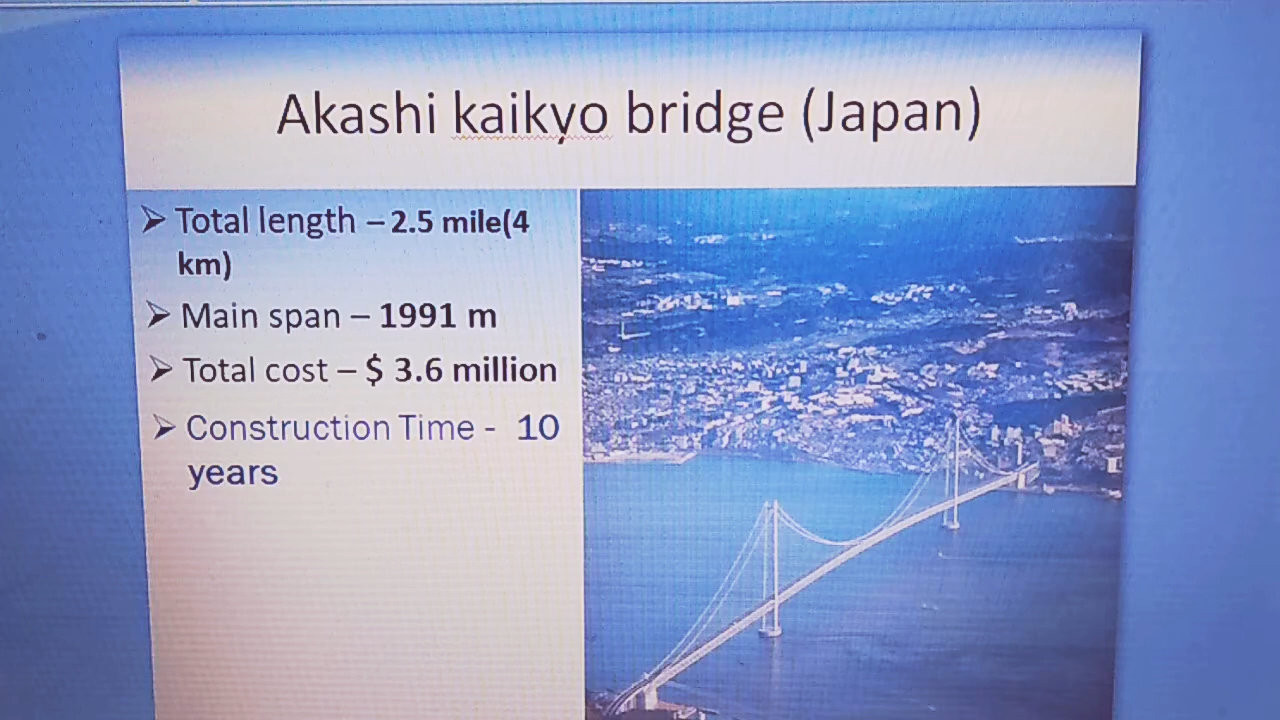 Akashi kaikyo bridge (Japan)
➢ Total length – 2.5 mile(4
km)
➢ Main span – 1991 m
➢ Total cost – $ 3.6 million
➢ Construction Time - 10
years